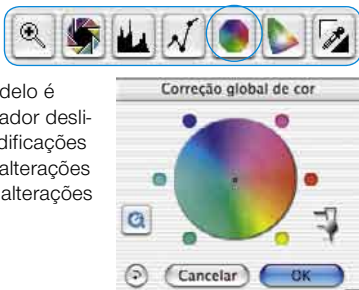 delo é
ador desli-
dificações
alterações
alterações
Correção global de cor
Cancelar
OK